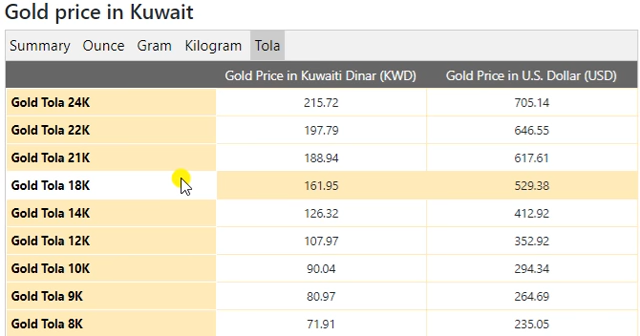 Gold price in Kuwait
Summary Ounce Gram Kilogram Tola
Gold Price in Kuwaiti Dinar (KWD) Gold Price in U.S. Dollar (USD)
Gold Tola 24K 215.72 705.14
Gold Tola 22K 197.79 646.55
Gold Tola 21K 188.94 617.61
Gold Tola 18K 161.95 529.38
Gold Tola 14K 126.32 412.92
Gold Tola 12K 107.97 352.92
Gold Tola 10K 90.04 294.34
Gold Tola 9K 80.97 264.69
Gold Tola 8K 71.91 235.05